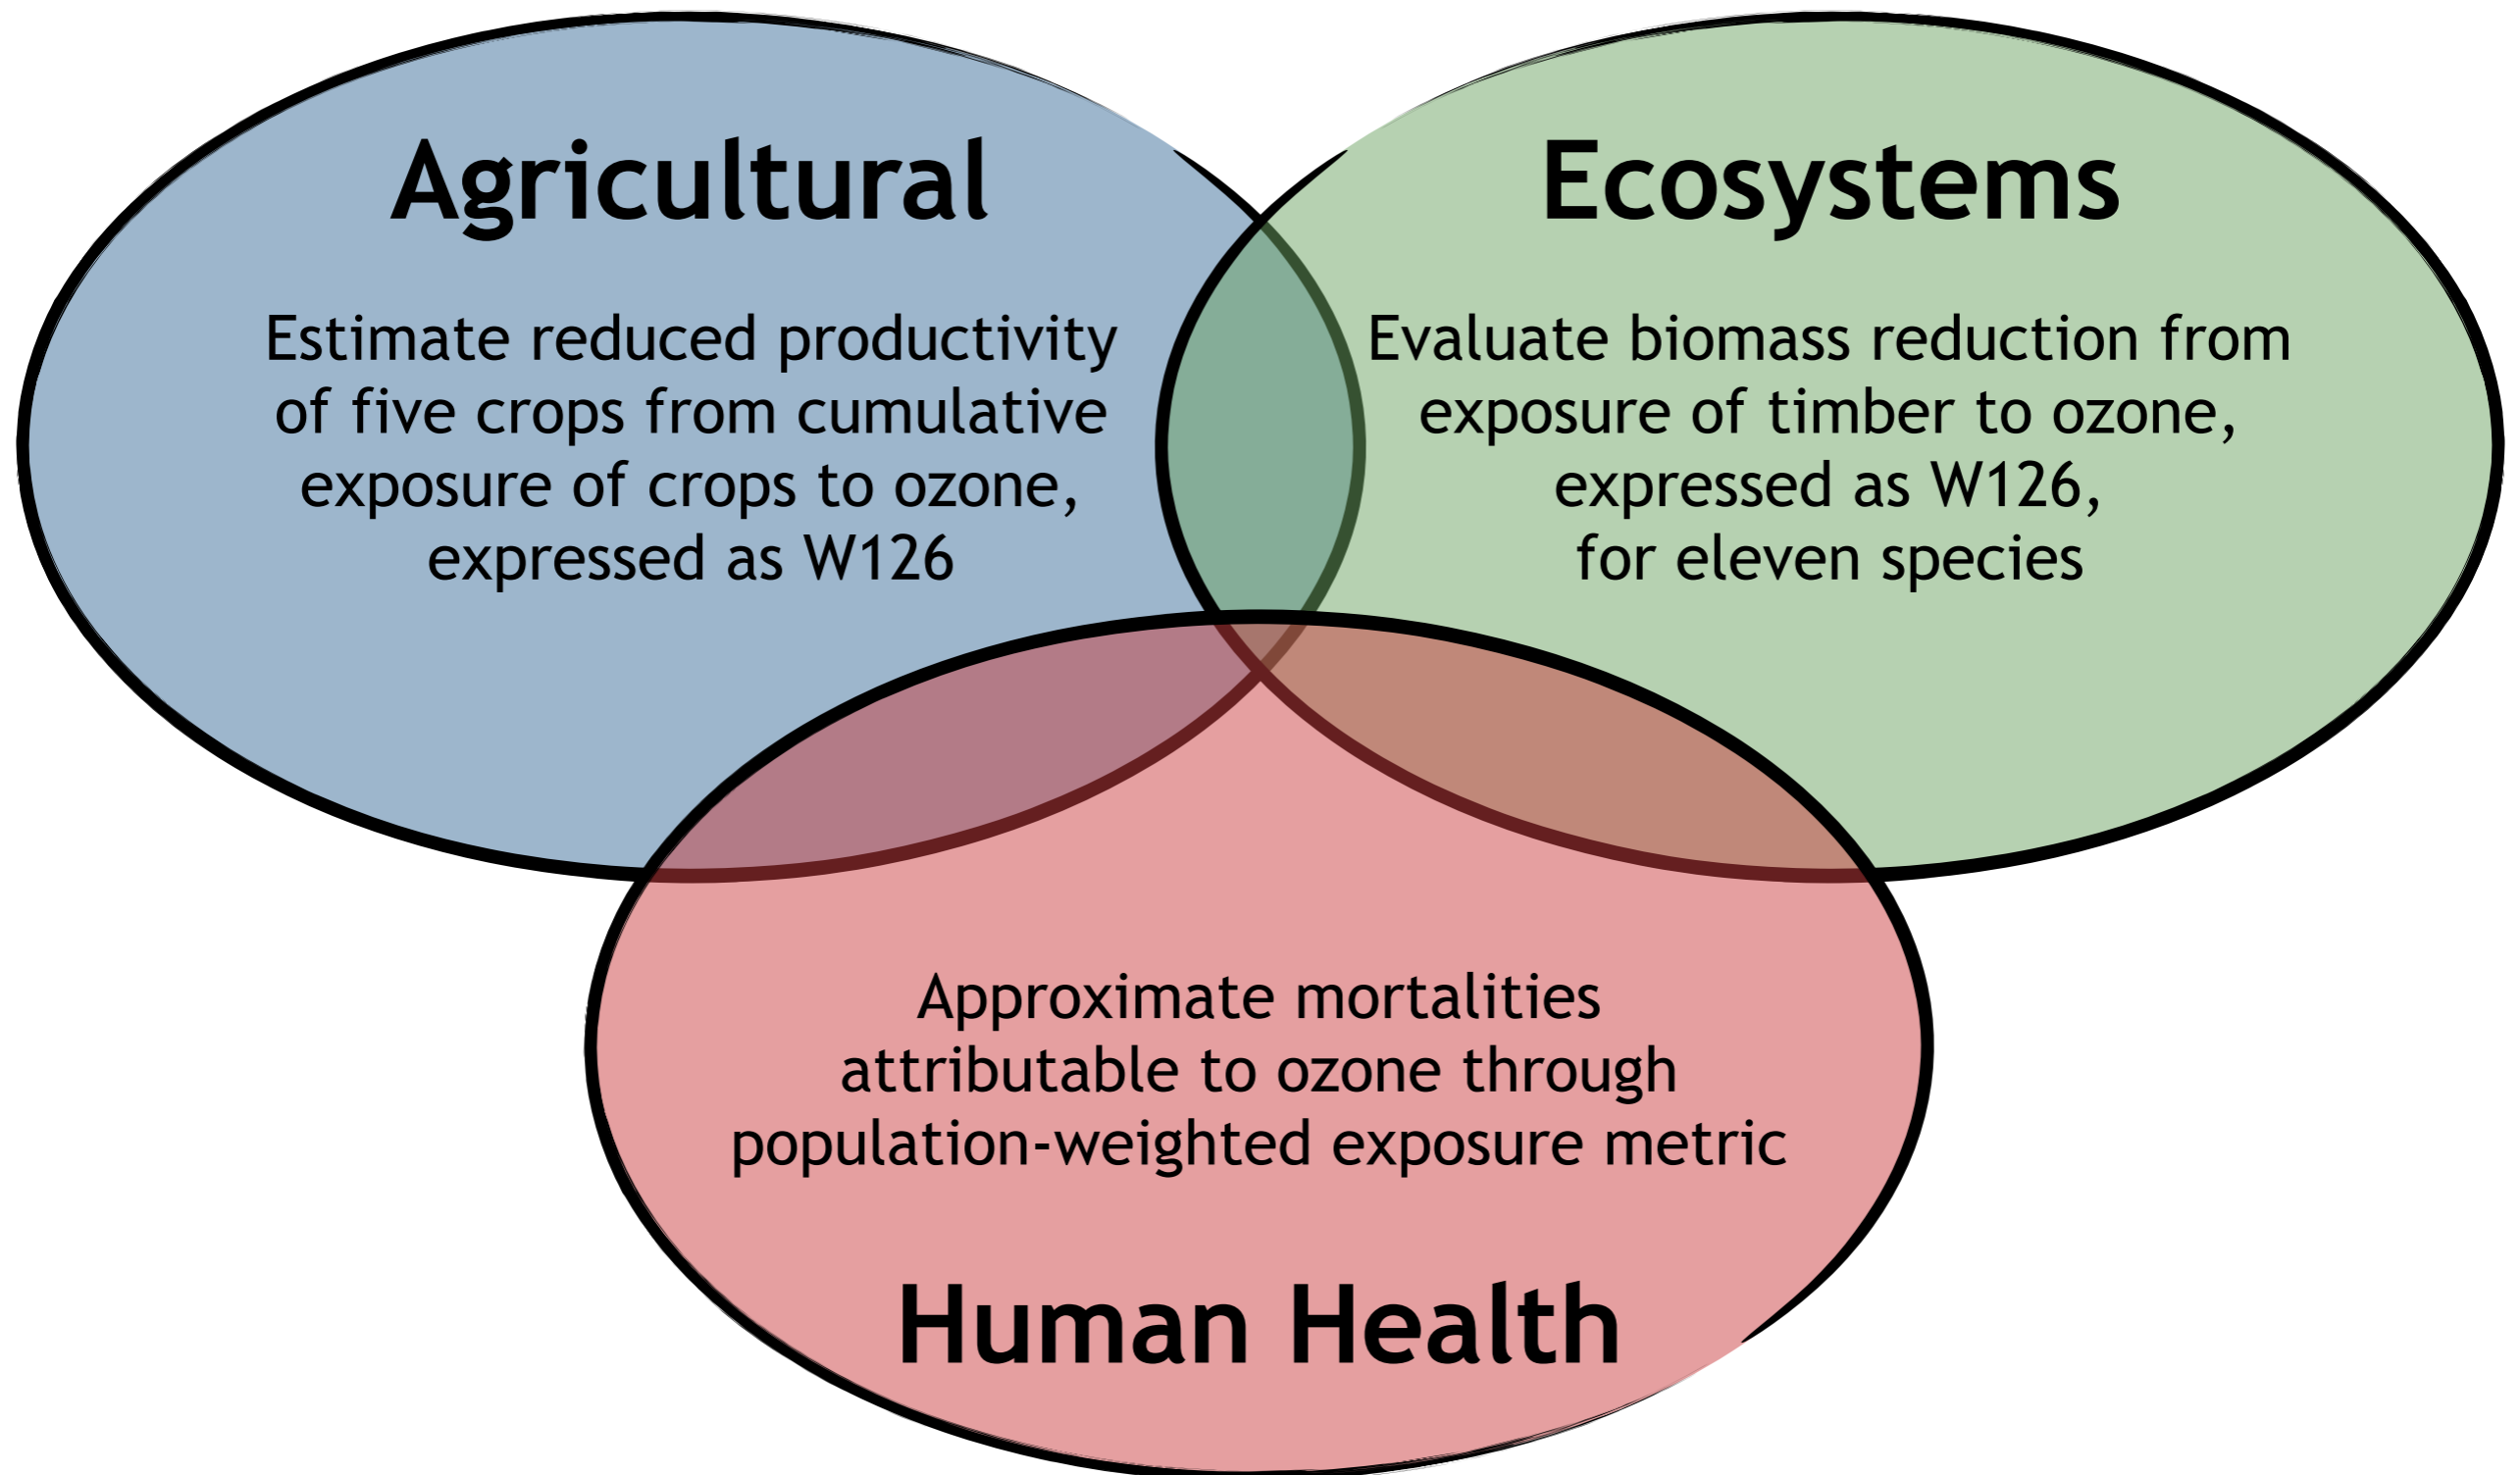 Agricultural
Estimate reduced productivity
of five crops from cumulative
exposure of crops to ozone,
expressed as W126
Ecosystems
Evaluate biomass reduction from
exposure of timber to ozone,
expressed as W126,
for eleven species
Approximate mortalities
attributable to ozone through
population-weighted exposure metric
Human Health